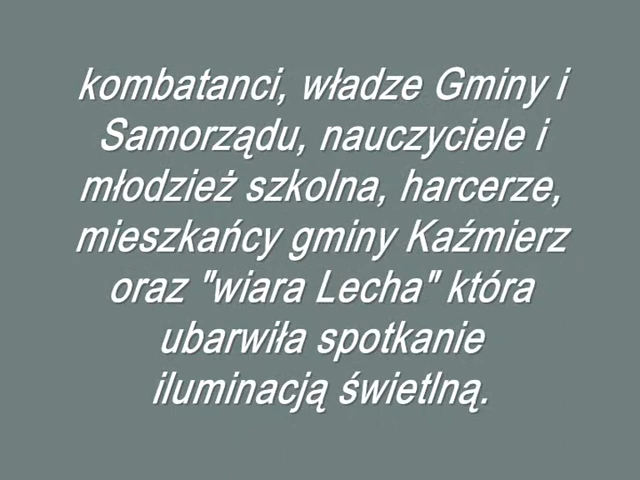 kombatanci, władze Gminy i
Samorządu, nauczyciele i
młodzież szkolna, harcerze,
mieszkańcy gminy Kaźmierz
oraz "wiara Lecha" która
ubarwiła spotkanie
iluminacją świetlną.